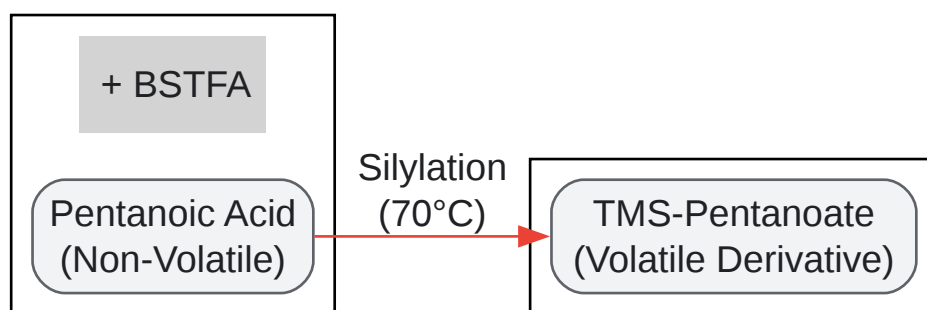 + BSTFA
Silylation
(70°C)
Pentanoic Acid
(Non-Volatile)
TMS-Pentanoate
(Volatile Derivative)